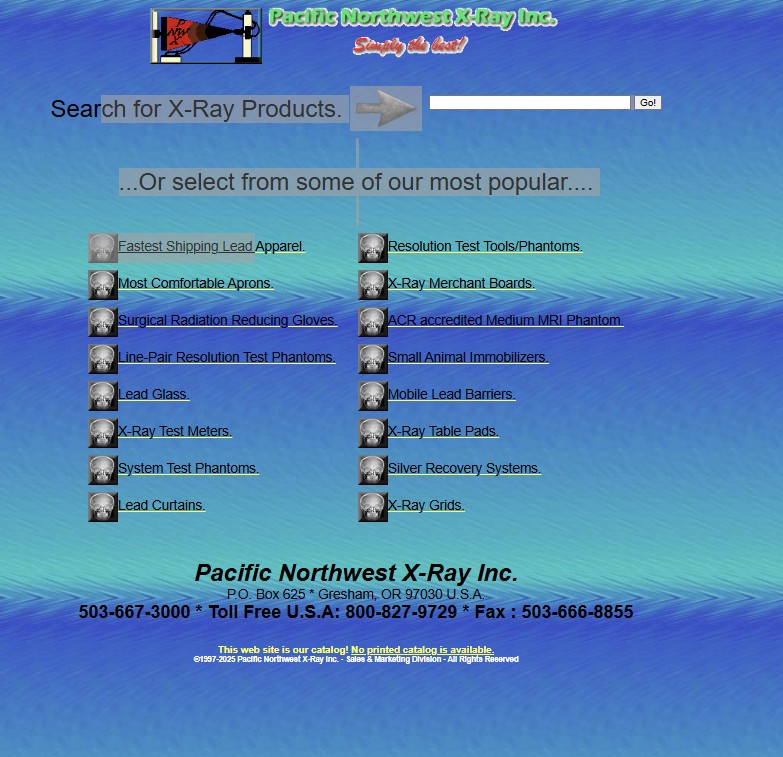 Pacific Northwest X-Ray Inc.
Simply the best!
Search for X-Ray Products.
Go!
...Or select from some of our most popular....
Fastest Shipping Lead Apparel.
Resolution Test Tools/Phantoms.
Most Comfortable Aprons.
X-Ray Merchant Boards.
Surgical Radiation Reducing Gloves.
ACR accredited Medium MRI Phantom
Line-Pair Resolution Test Phantoms.
Small Animal Immobilizers.
Lead Glass.
Mobile Lead Barriers.
X-Ray Test Meters.
X-Ray Table Pads.
System Test Phantoms.
Silver Recovery Systems.
Lead Curtains.
X-Ray Grids.
Pacific Northwest X-Ray Inc.
P.O. Box 625 * Gresham, OR 97030 U.S.A.
503-667-3000 * Toll Free U.S.A: 800-827-9729 * Fax : 503-666-8855
This web site is our catalog! No printed catalog is available.
©1997-2025 Pacific Northwest X-Ray Inc. - Sales & Marketing Division - All Rights Reserved